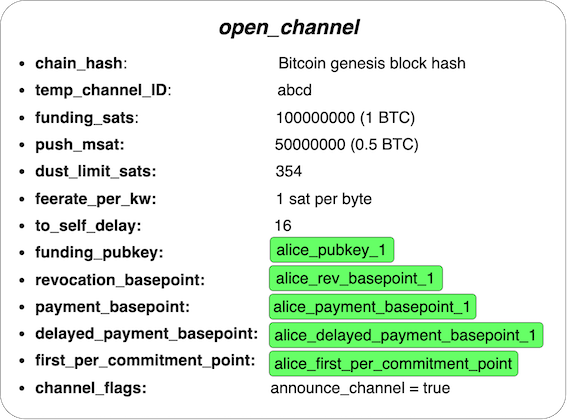 open_channel
• chain_hash: Bitcoin genesis block hash
• temp_channel_ID: abcd
• funding_sats: 100000000 (1 BTC)
• push_msat: 50000000 (0.5 BTC)
• dust_limit_sats: 354
• feerate_per_kw: 1 sat per byte
• to_self_delay: 16
• funding_pubkey: alice_pubkey_1
• revocation_basepoint: alice_rev_basepoint_1
• payment_basepoint: alice_payment_basepoint_1
• delayed_payment_basepoint: alice_delayed_payment_basepoint_1
• first_per_commitment_point: alice_first_per_commitment_point
• channel_flags: announce_channel = true